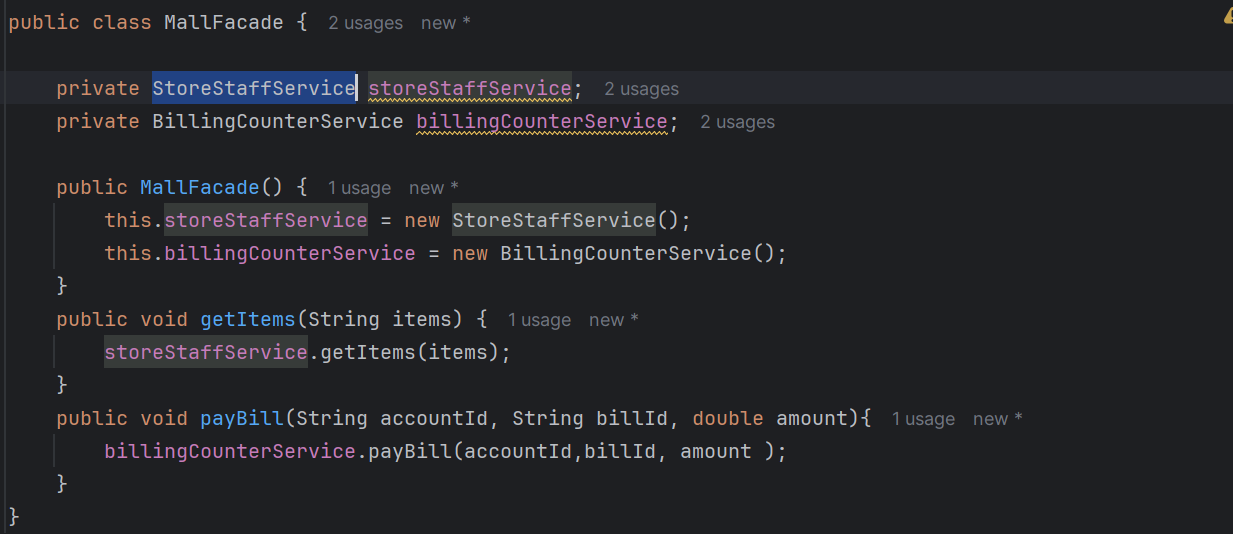 public class MallFacade { 2 usages new *
private StoreStaffService storeStaffService; 2 usages
private BillingCounterService billingCounterService; 2 usages
public MallFacade() { 1 usage new *
this.storeStaffService = new StoreStaffService();
this.billingCounterService = new BillingCounterService();
}
public void getItems(String items) { 1 usage new *
storeStaffService.getItems(items);
}
public void payBill(String accountId, String billId, double amount){ 1 usage new *
billingCounterService.payBill(accountId,billId, amount );
}
}